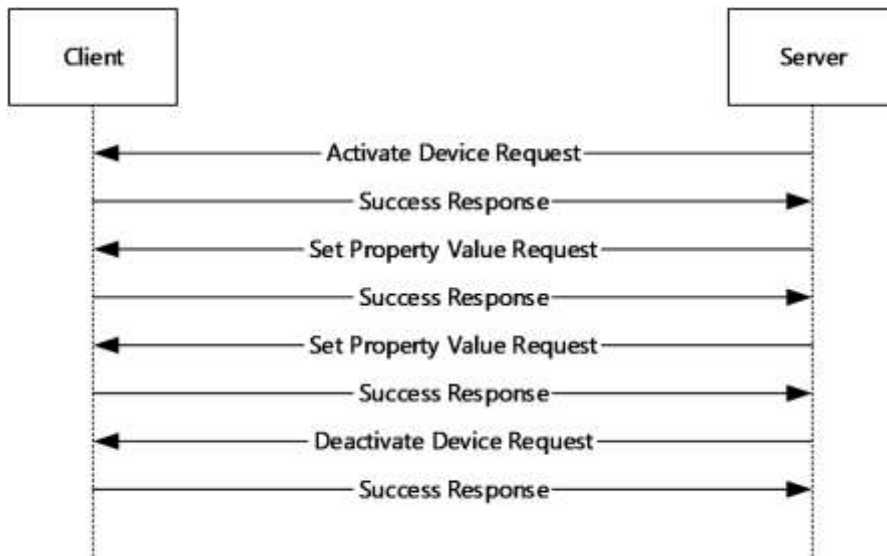 Client
Server
Activate Device Request
Success Response
Set Property Value Request
Success Response
Set Property Value Request
Success Response
Deactivate Device Request
Success Response